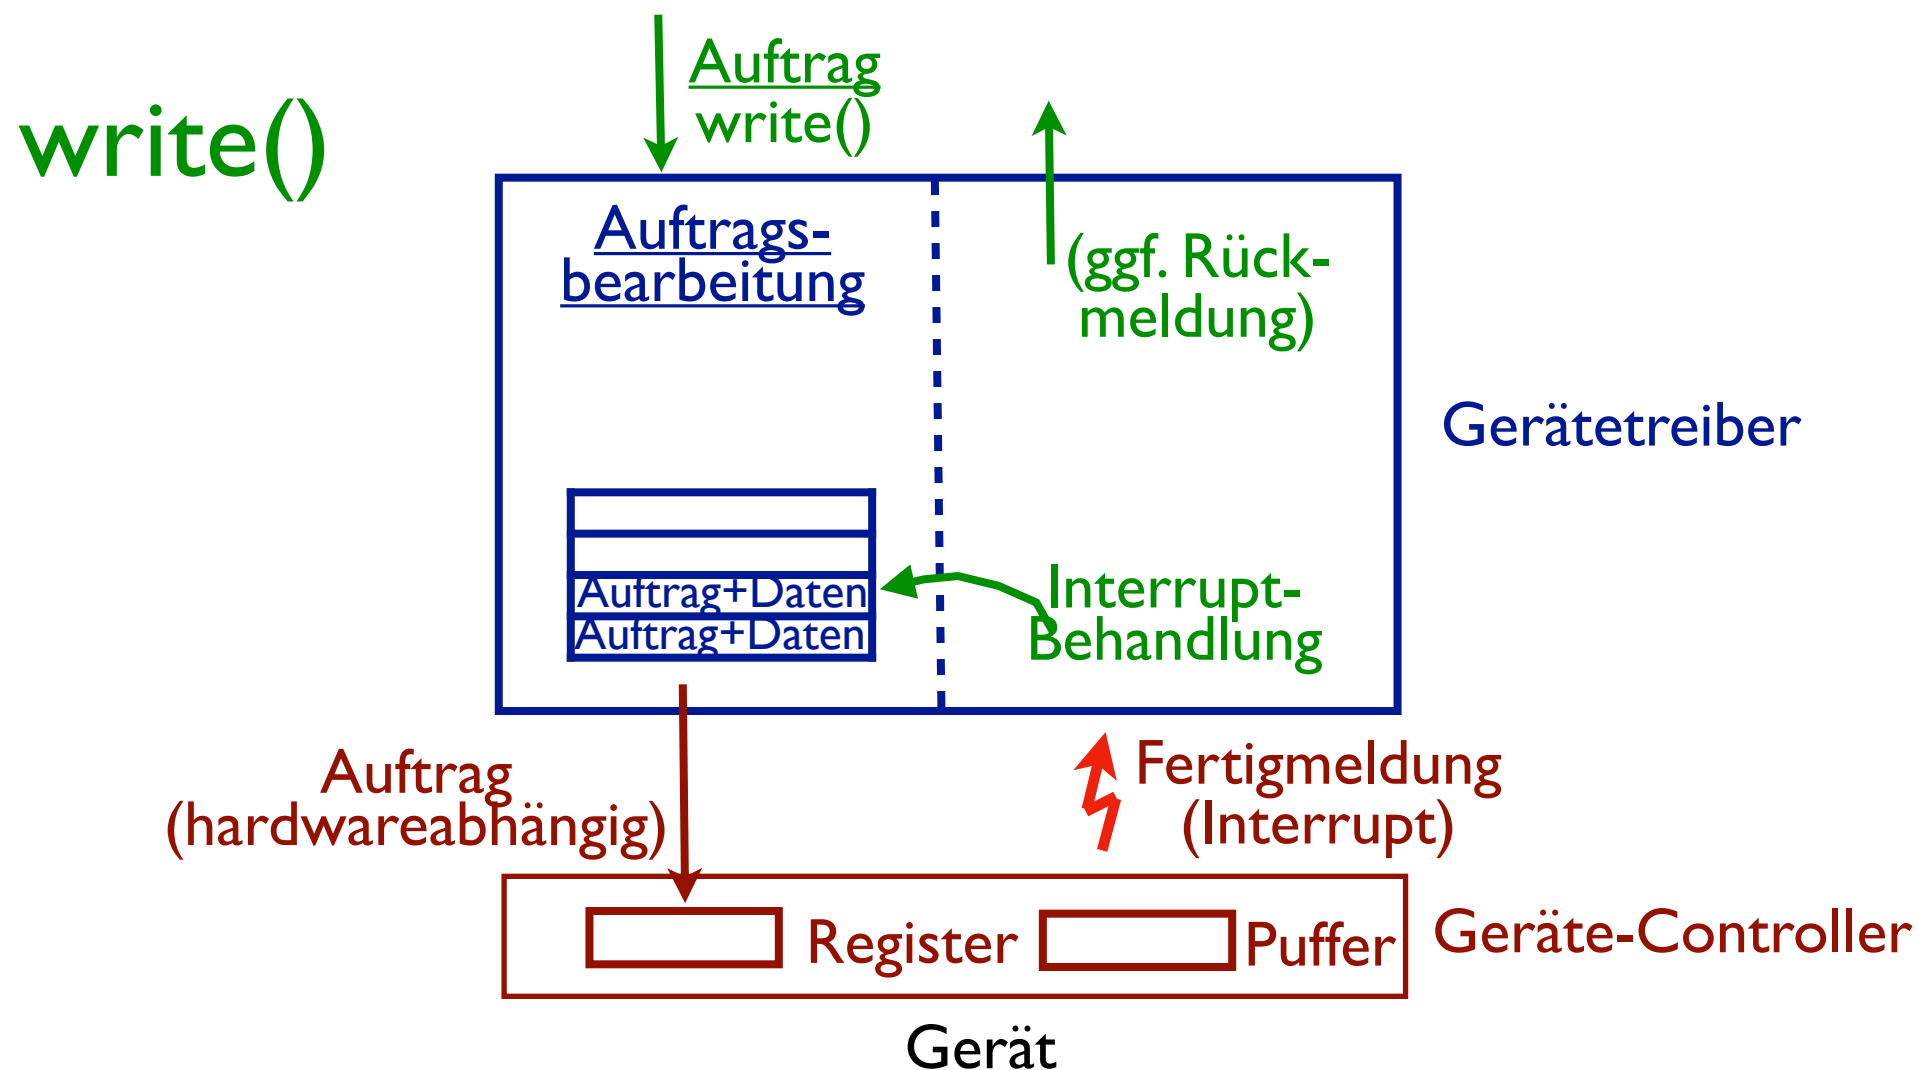 write()
Auftrag
write()
Auftrags-
bearbeitung
(ggf. Rück-
meldung)
Gerätetreiber
Auftrag+Daten
Auftrag+Daten
Interrupt-
Behandlung
Auftrag
(hardwareabhängig)
Fertigmeldung
(Interrupt)
Register
Puffer
Geräte-Controller
Gerät